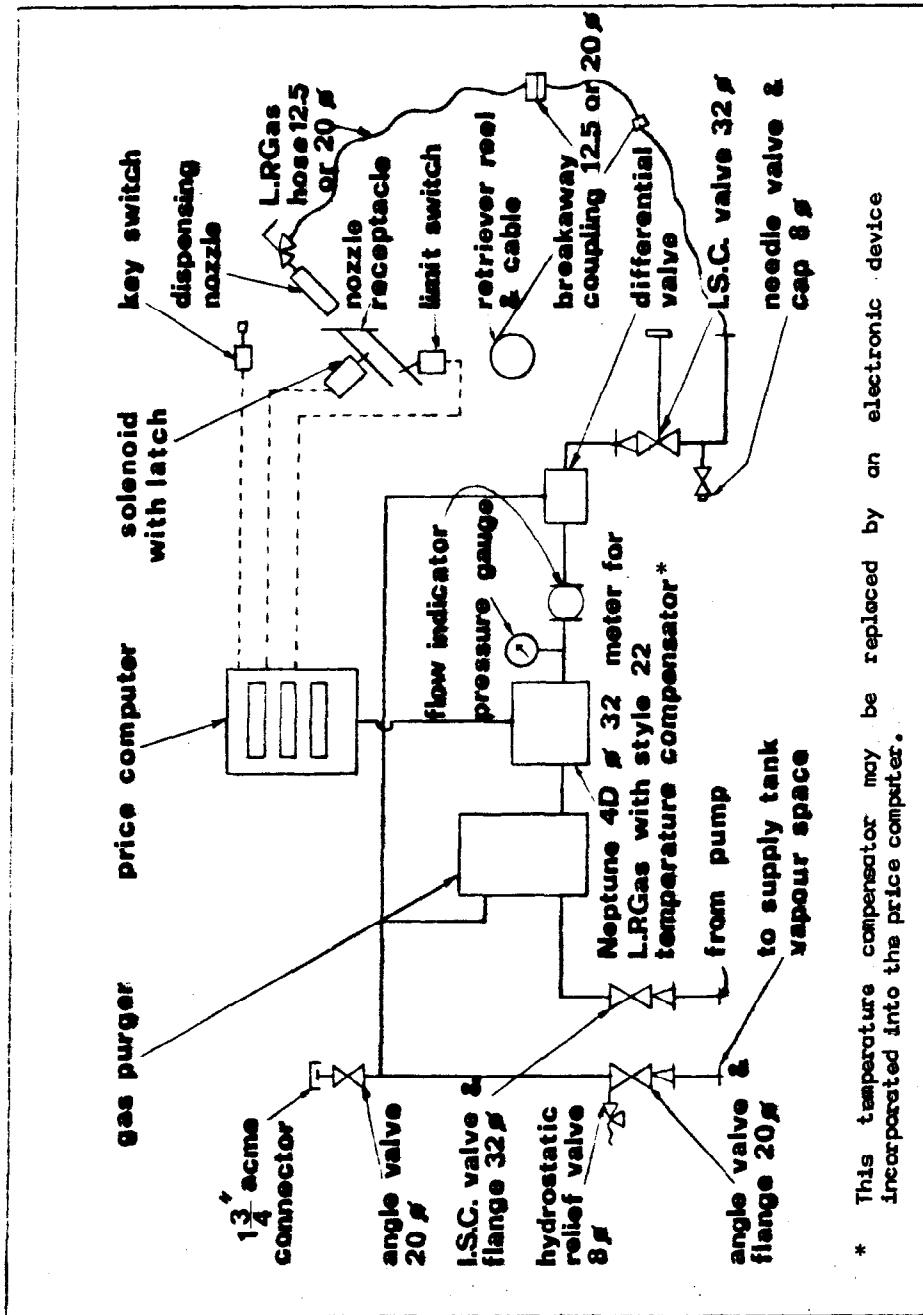 gas purger
price computer
solenoid
with latch
key switch
dispensing
nozzle
L.P.Gas
hose 12.5
or 20 ø
nozzle
receptacle
limit switch
retriever reel
& cable
breakaway
coupling 12.5 or 20 ø
differential
valve
I.S.C. valve 32 ø
needle valve &
cap 8 ø
flow indicator
pressure gauge
1 3/4" acme
connector
angle valve
20 ø
I.S.C. valve &
flange 32 ø
hydrostatic
relief valve
8 ø
angle valve &
flange 20 ø
Neptune 4D ø 32 meter for
L.P.Gas with style 22
temperature compensator*
from pump
to supply tank
vapour space
* This temperature compensator may be replaced by an electronic device
incorporated into the price computer.